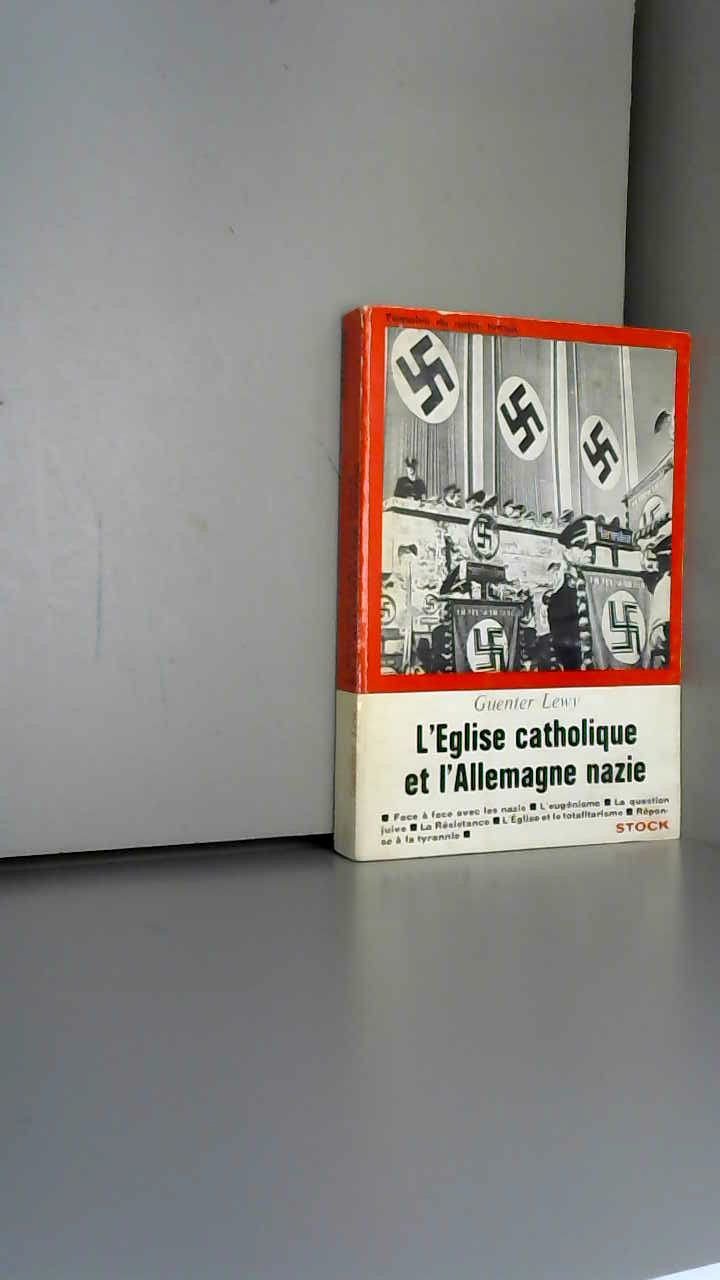 Guenter Lewy
L'Eglise catholique
et l'Allemagne nazie
■ Face à face avec les nazis ■ L'eugénisme ■ La question
juive ■ La Résistance ■ L'Église et le totalitarisme ■ Répon-
se à la tyrannie ■
STOCK